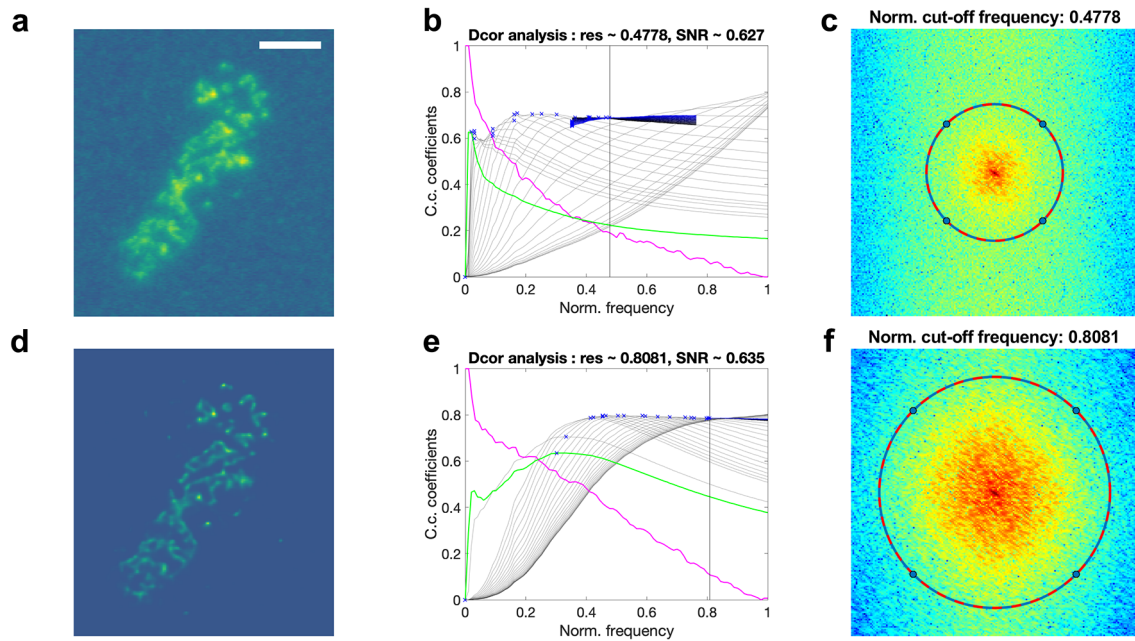 a
b
Dcor analysis : res ~ 0.4778, SNR ~ 0.627
1
0.8
0.6
0.4
0.2
0
C.c. coefficients
0
0.2
0.4
0.6
0.8
1
Norm. frequency
c
Norm. cut-off frequency: 0.4778
d
e
Dcor analysis : res ~ 0.8081, SNR ~ 0.635
1
0.8
0.6
0.4
0.2
0
C.c. coefficients
0
0.2
0.4
0.6
0.8
1
Norm. frequency
f
Norm. cut-off frequency: 0.8081